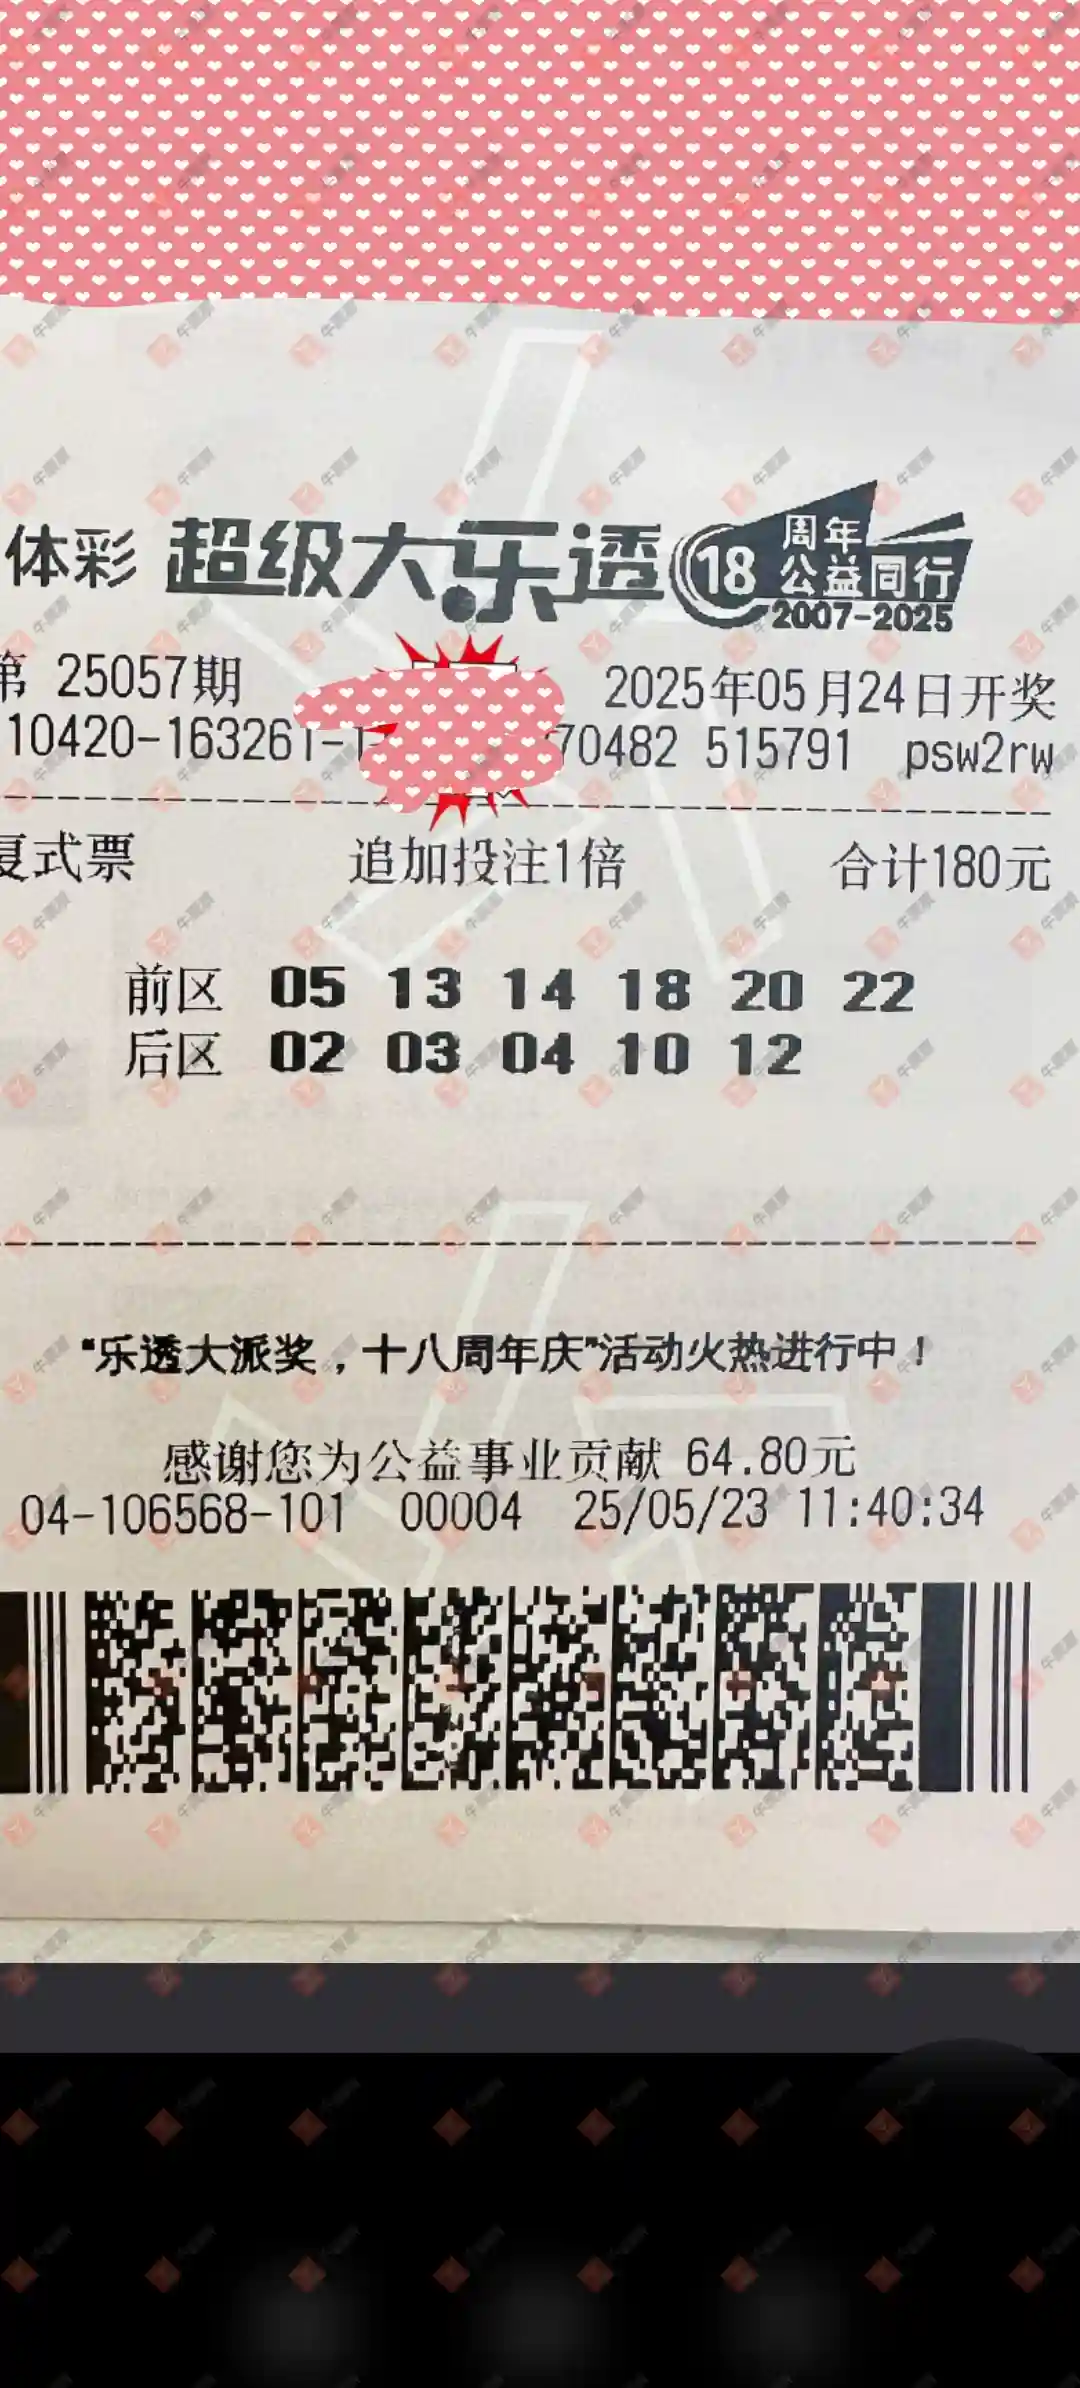 体彩 超级大乐透 18 周年 公益同行 2007-2025
第 25057期 2025年05月24日开奖
10420-163261-1- 70482 515791 psw2rw
复式票 追加投注1倍 合计180元
前区 05 13 14 18 20 22
后区 02 03 04 10 12
“乐透大派奖，十八周年庆”活动火热进行中！
感谢您为公益事业贡献 64.80元
04-106568-101 00004 25/05/23 11:40:34